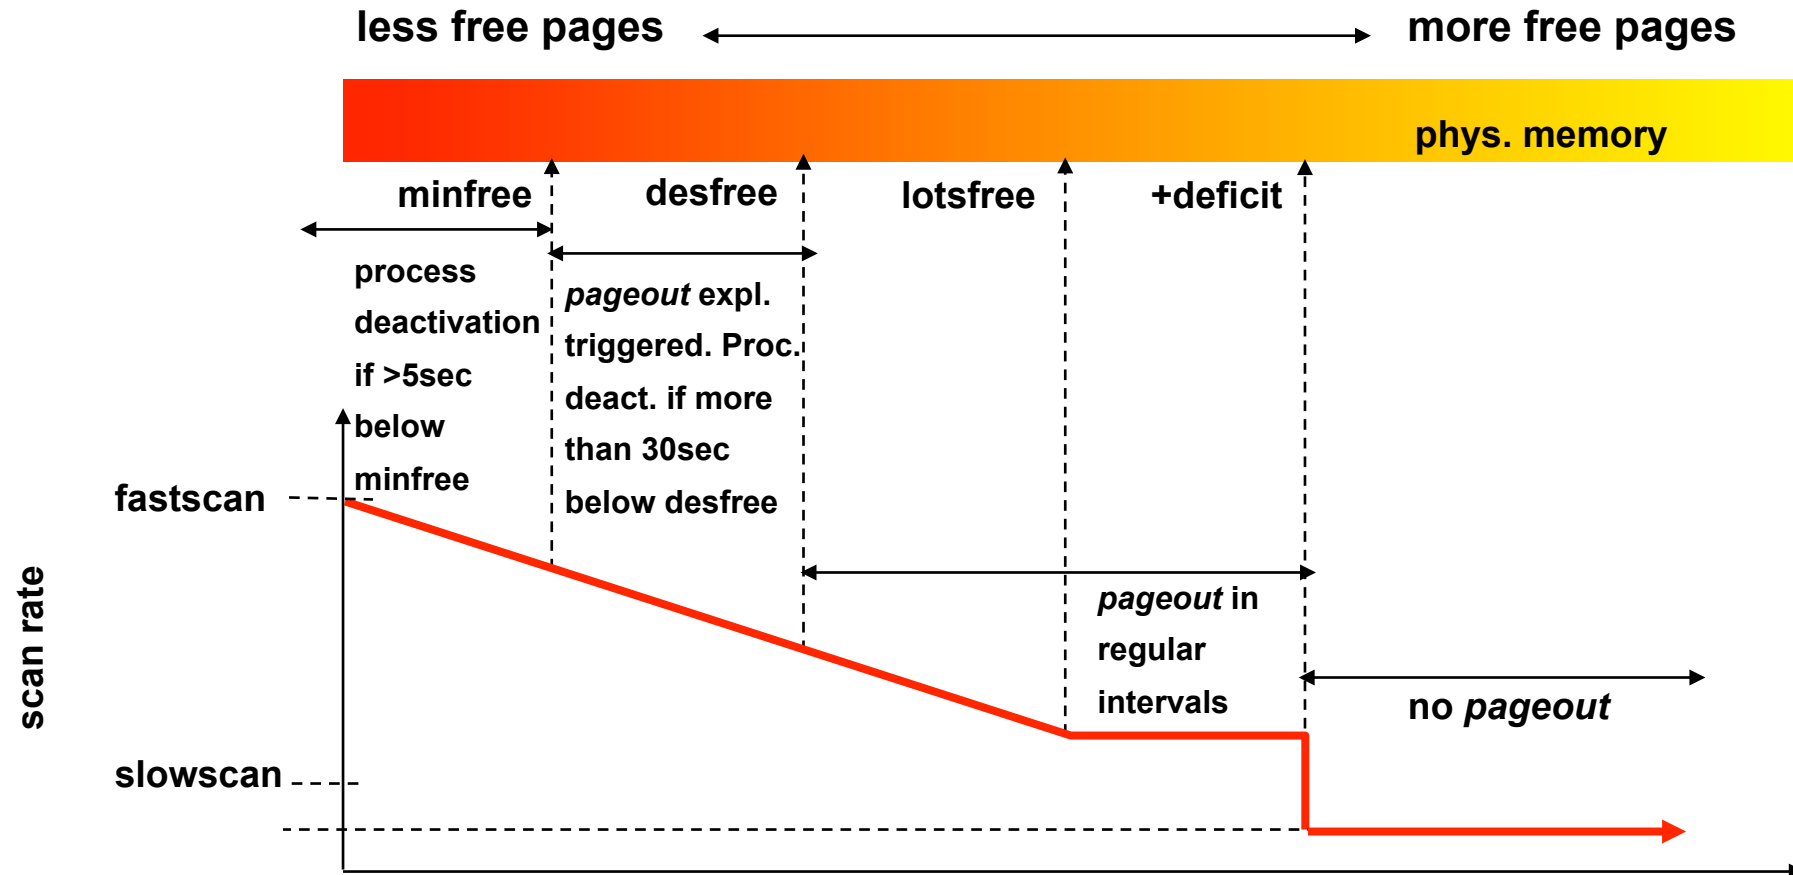 less free pages
more free pages
phys. memory
minfree
desfree
lotsfree
+deficit
process
deactivation
if >5sec
below
minfree
pageout expl.
triggered. Proc.
deact. if more
than 30sec
below desfree
fastscan
scan rate
pageout in
regular
intervals
no pageout
slowscan